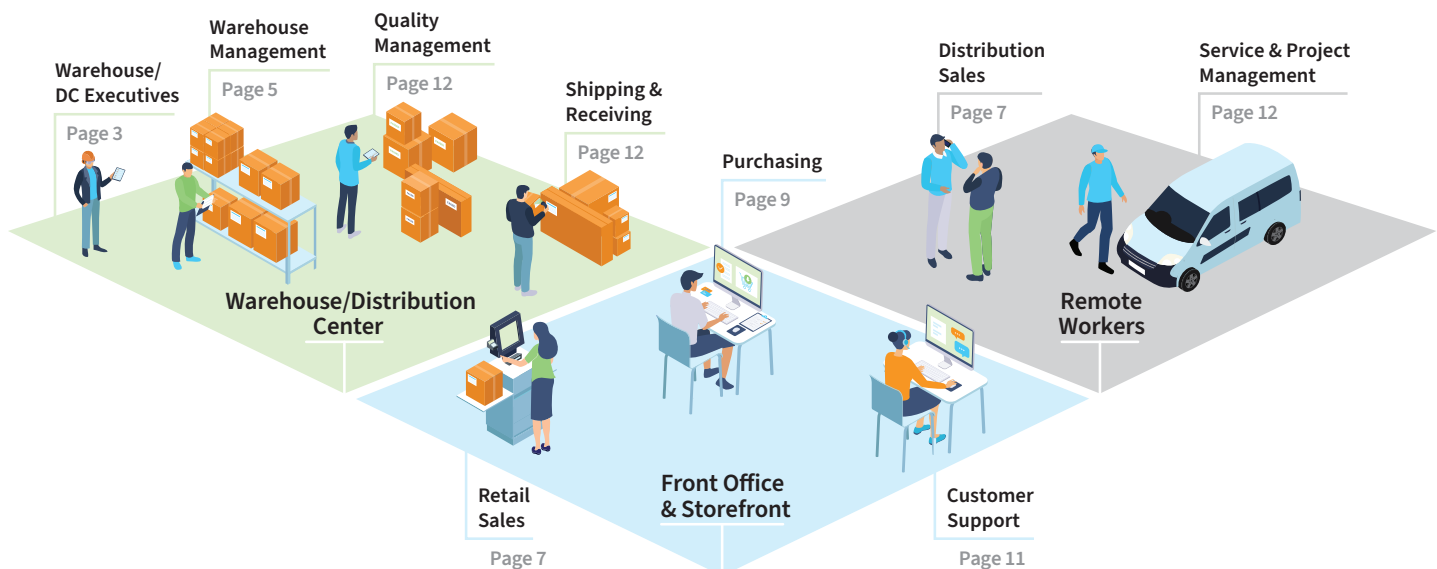 Warehouse/
DC Executives
Page 3
Warehouse
Management
Page 5
Quality
Management
Page 12
Shipping &
Receiving
Page 12
Warehouse/Distribution
Center
Purchasing
Page 9
Retail
Sales
Page 7
Front Office
& Storefront
Customer
Support
Page 11
Distribution
Sales
Page 7
Service & Project
Management
Page 12
Remote
Workers